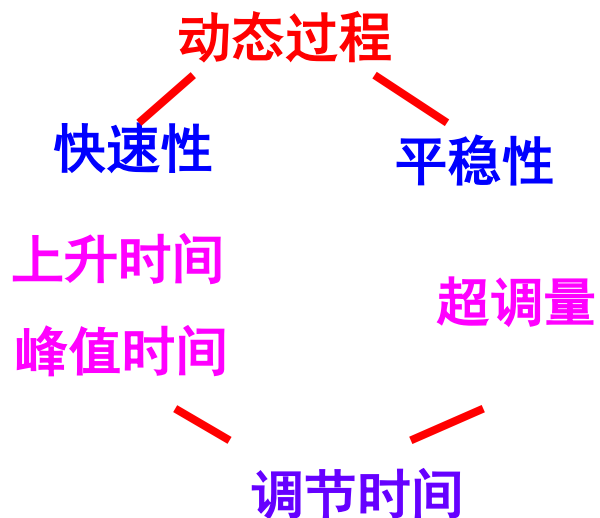 动态过程
快速性
平稳性
上升时间
超调量
峰值时间
调节时间